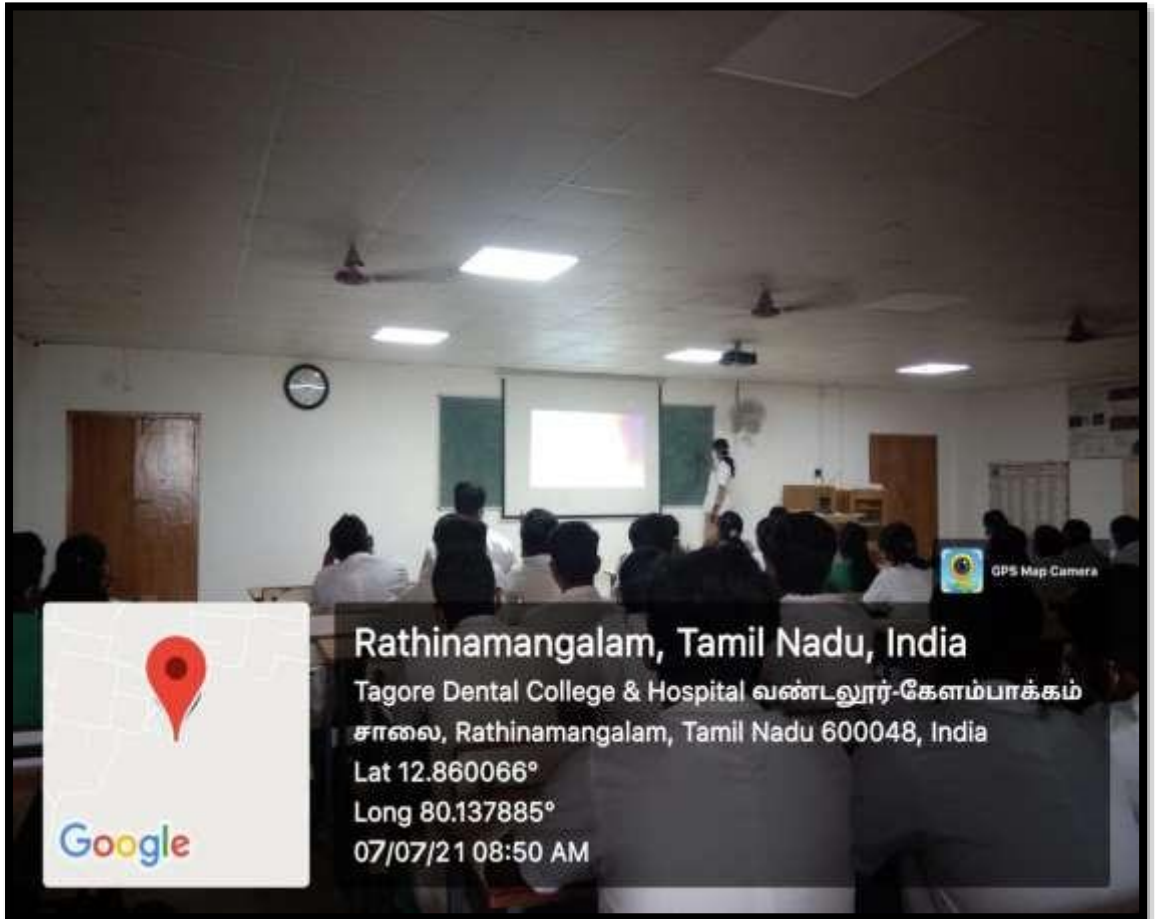 GPS Map Camera
Rathinamangalam, Tamil Nadu, India
Tagore Dental College & Hospital வண்டலூர்-கேளம்பாக்கம்
சாலை, Rathinamangalam, Tamil Nadu 600048, India
Lat 12.860066°
Long 80.137885°
07/07/21 08:50 AM
Google